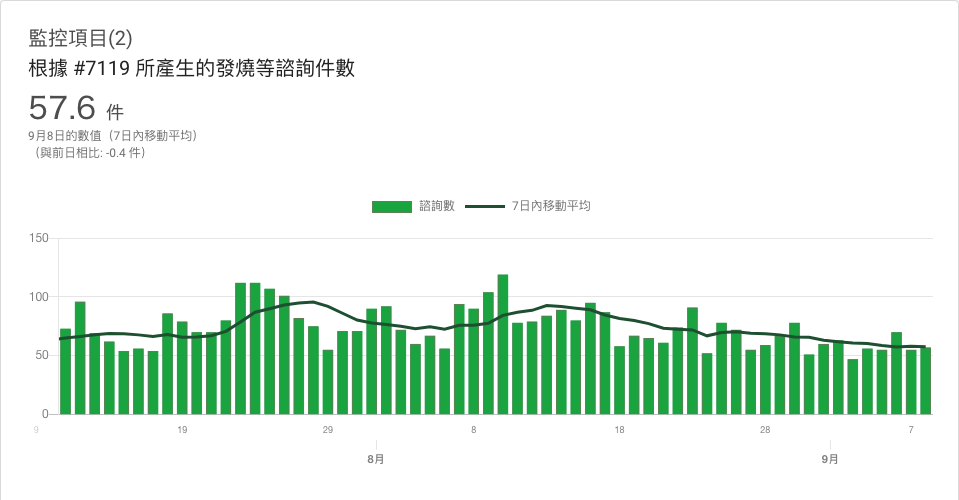 監控項目(2)
根據 #7119 所產生的發燒等諮詢件數
57.6 件
9月8日的數值（7日內移動平均）
（與前日相比: -0.4 件）
諮詢數 7日內移動平均
150
100
50
0
9 19 29 8 18 28 7
8月 9月